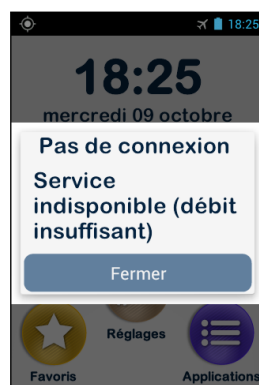 18:25
18:25
mercredi 09 octobre
Pas de connexion
Service
indisponible (débit
insuffisant)
Fermer
Réglages
Favoris
Applications